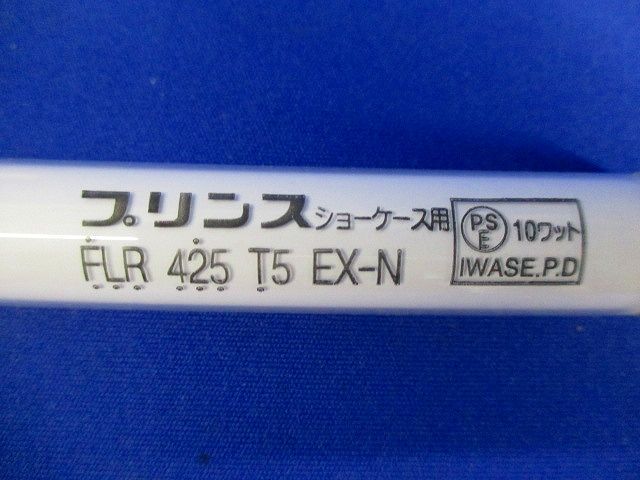 プリンス ショーケース用
FLR 425 T5 EX-N
PS
E 10ワット
IWASE.P.D